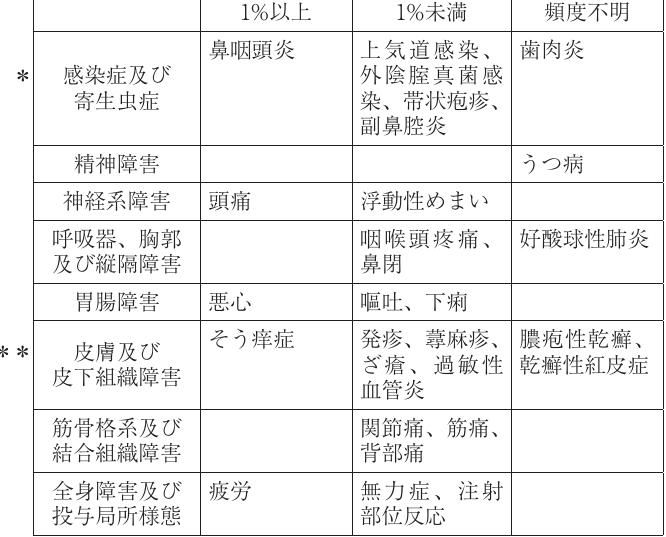 1%以上 1%未満 頻度不明
* 感染症及び
寄生虫症
鼻咽頭炎
上気道感染、
外陰腟真菌感
染、帯状疱疹、
副鼻腔炎
歯肉炎
精神障害 うつ病
神経系障害 頭痛 浮動性めまい
呼吸器、胸郭
及び縦隔障害
咽喉頭疼痛、
鼻閉
好酸球性肺炎
胃腸障害 悪心 嘔吐、下痢
** 皮膚及び
皮下組織障害
そう痒症
発疹、蕁麻疹、
ざ瘡、過敏性
血管炎
膿疱性乾癬、
乾癬性紅皮症
筋骨格系及び
結合組織障害
関節痛、筋痛、
背部痛
全身障害及び
投与局所様態
疲労
無力症、注射
部位反応